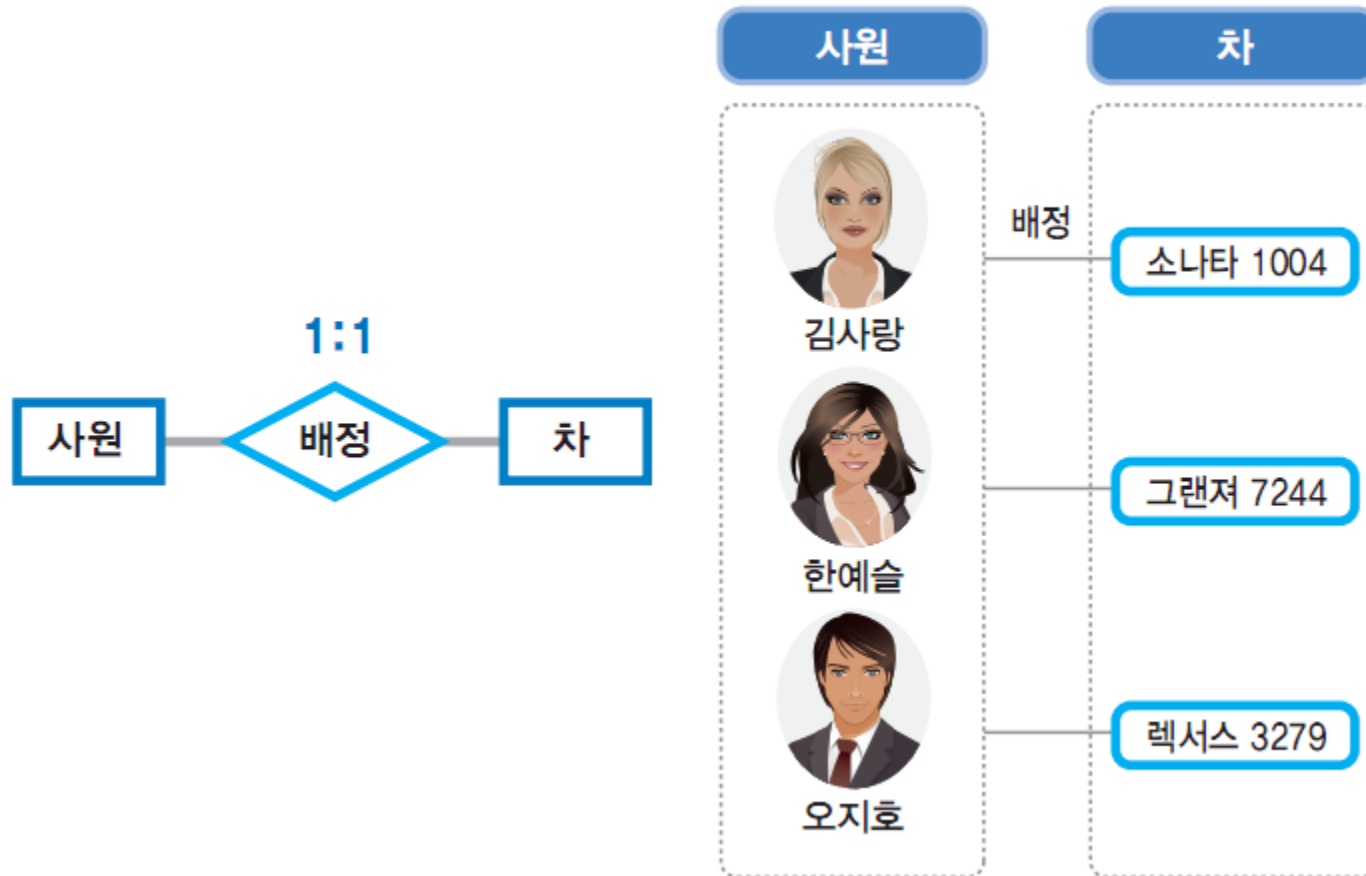 1:1
사원
배정
차
사원
차
배정
김사랑
소나타 1004
한예슬
그랜져 7244
오지호
렉서스 3279